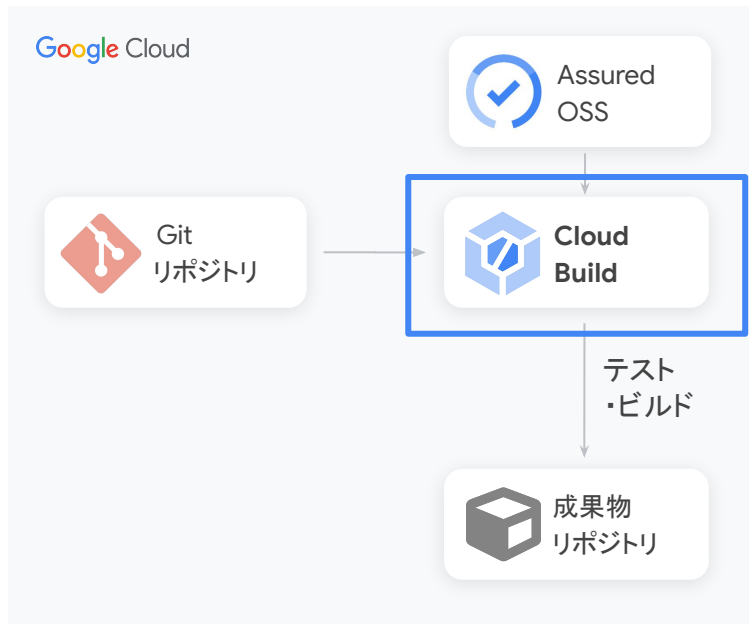 Google Cloud
Assured
OSS
Git
リポジトリ
Cloud
Build
テスト
・ビルド
成果物
リポジトリ